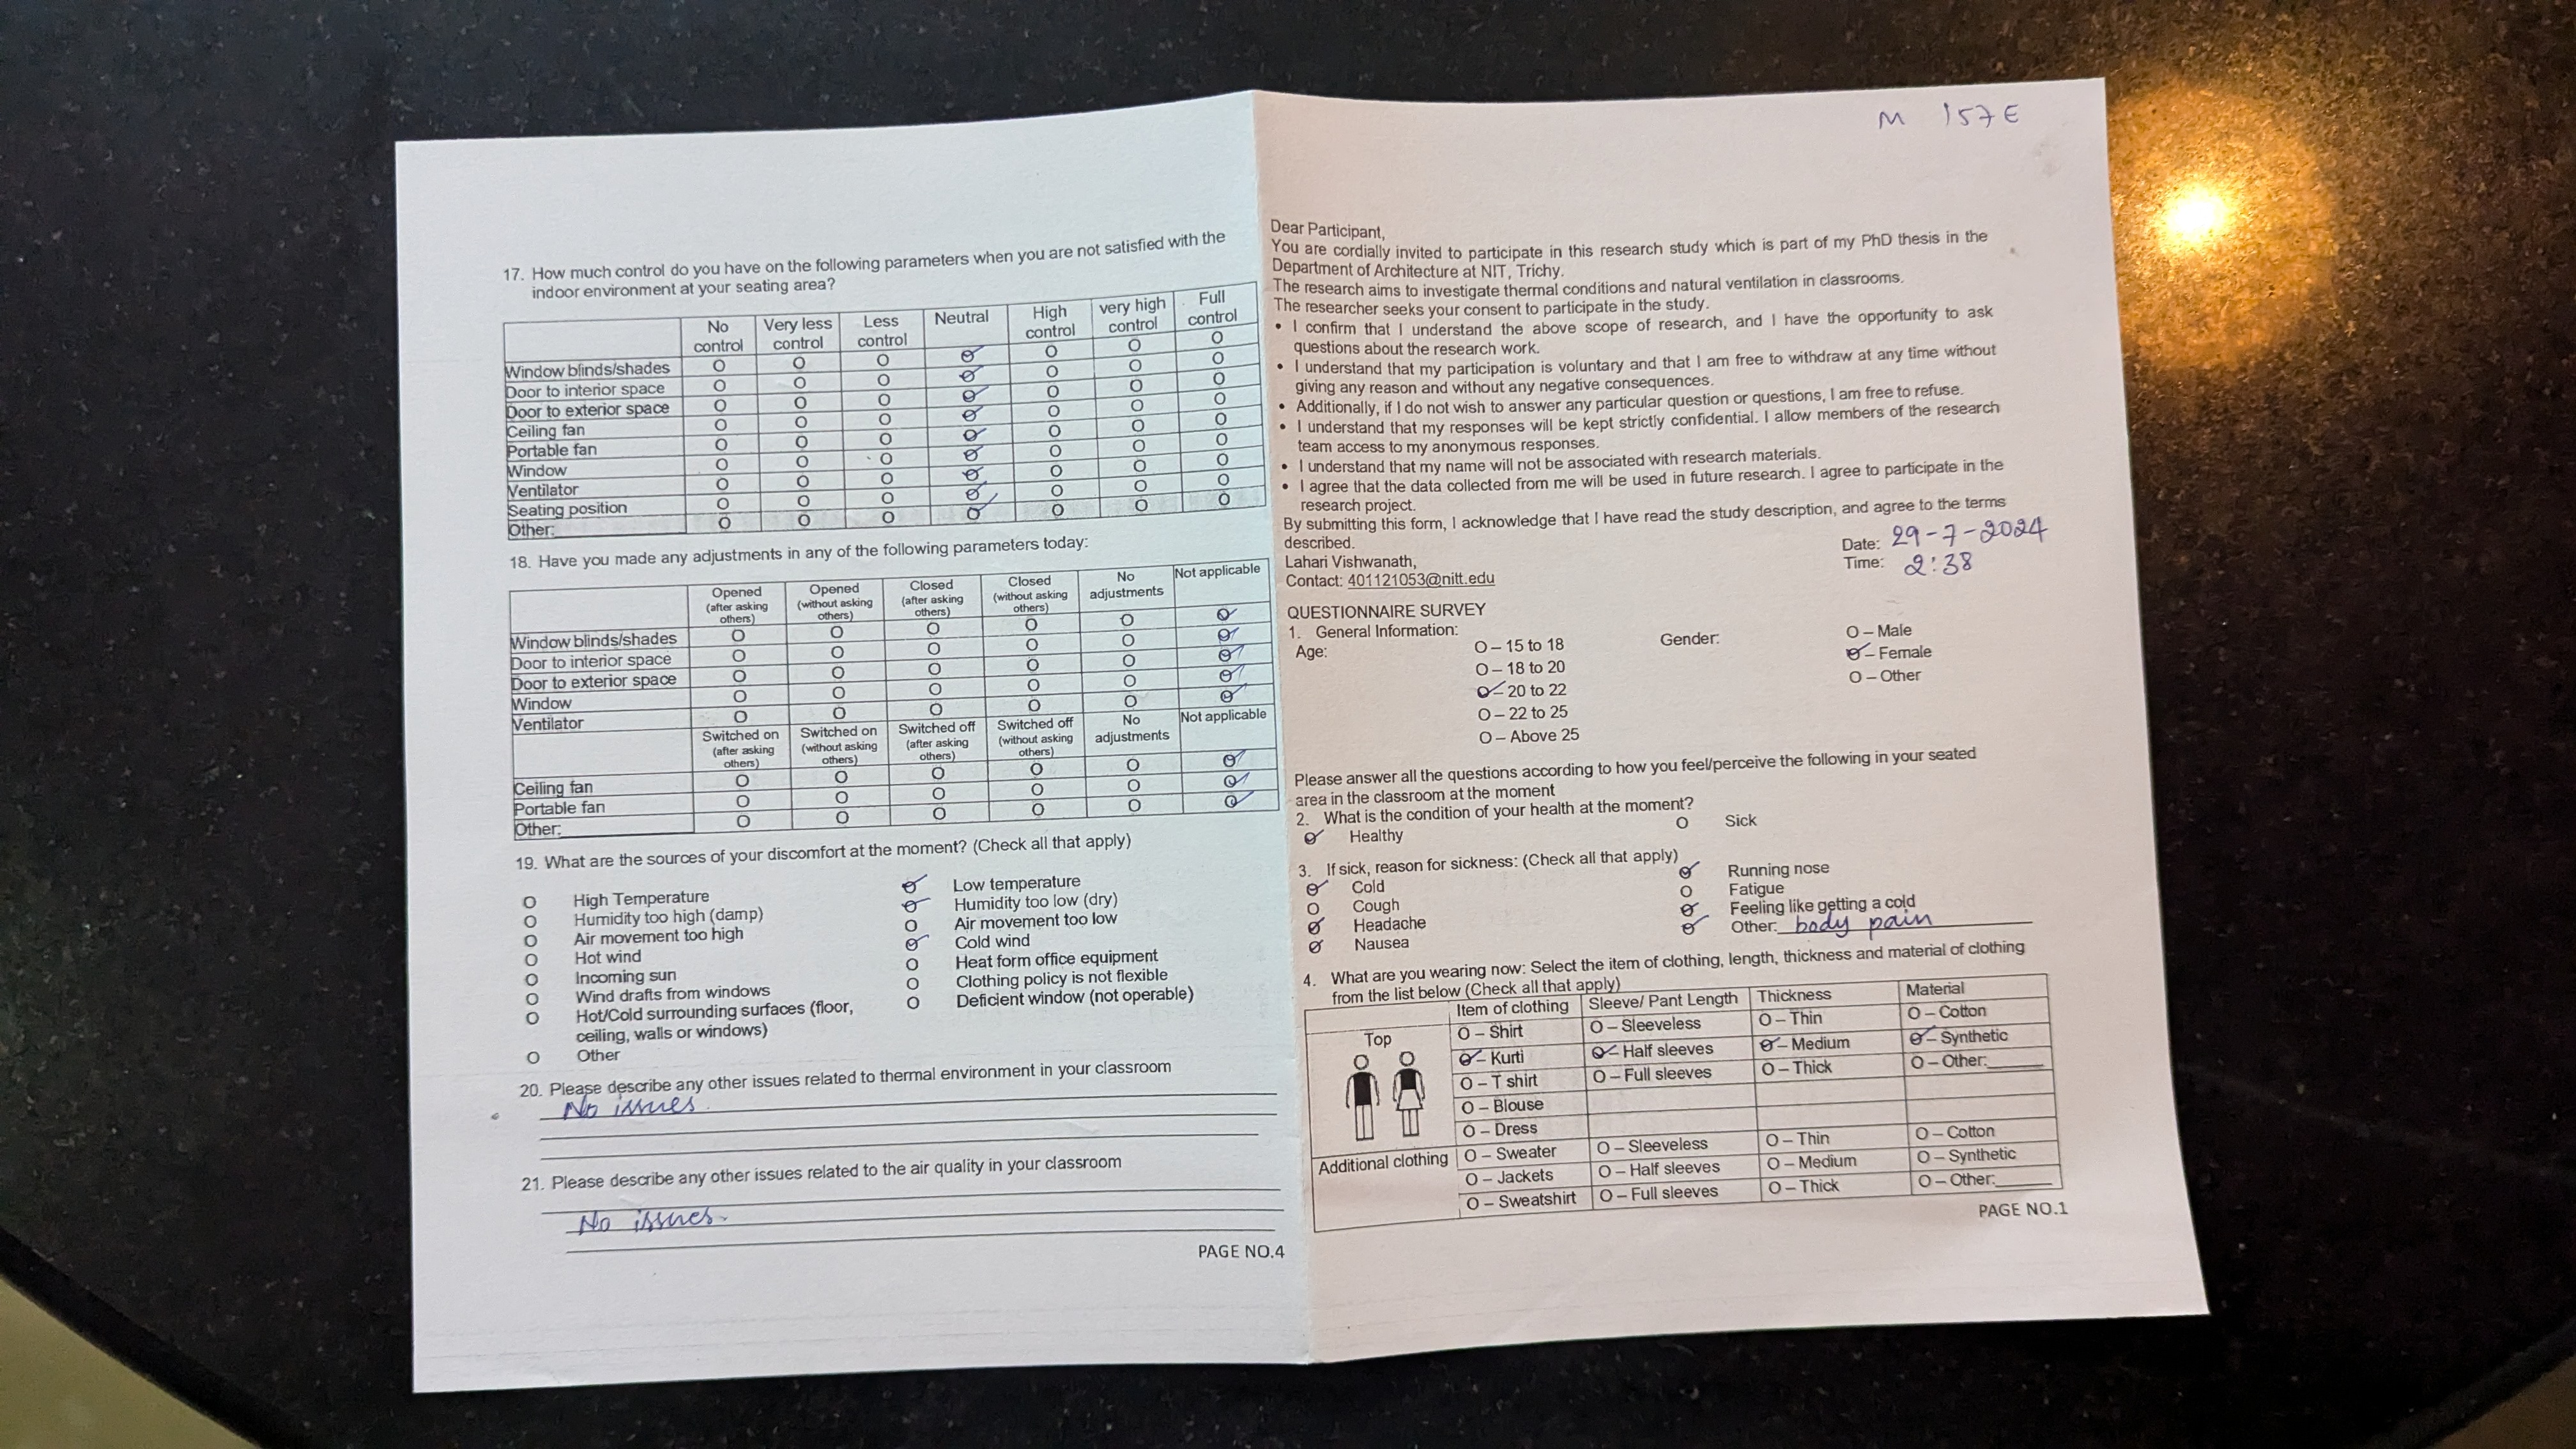 17. How much control do you have on the following parameters when you are not satisfied with the
indoor environment at your seating area?
No control Very less control Less control Neutral High control very high control Full control
Window blinds/shades O O O O O O O
Door to interior space O O O O O O O
Door to exterior space O O O O O O O
Ceiling fan O O O O O O O
Portable fan O O O O O O O
Window O O O O O O O
Ventilator O O O O O O O
Seating position O O O O O O O
Other: O O O O O O O
18. Have you made any adjustments in any of the following parameters today:
Opened (after asking others) Opened (without asking others) Closed (after asking others) Closed (without asking others) No adjustments Not applicable
Window blinds/shades O O O O O O
Door to interior space O O O O O O
Door to exterior space O O O O O O
Window O O O O O O
Ventilator O O O O O O
Switched on (after asking others) Switched on (without asking others) Switched off (after asking others) Switched off (without asking others) No adjustments Not applicable
Ceiling fan O O O O O O
Portable fan O O O O O O
Other: O O O O O O
19. What are the sources of your discomfort at the moment? (Check all that apply)
O High Temperature
O Humidity too high (damp)
O Air movement too high
O Hot wind
O Incoming sun
O Wind drafts from windows
O Hot/Cold surrounding surfaces (floor,
ceiling, walls or windows)
O Other
O Low temperature
O Humidity too low (dry)
O Air movement too low
O Cold wind
O Heat form office equipment
O Clothing policy is not flexible
O Deficient window (not operable)
20. Please describe any other issues related to thermal environment in your classroom
No issues.
21. Please describe any other issues related to the air quality in your classroom
No issues.
PAGE NO.4
M 157E
Dear Participant,
You are cordially invited to participate in this research study which is part of my PhD thesis in the
Department of Architecture at NIT, Trichy.
The research aims to investigate thermal conditions and natural ventilation in classrooms.
The researcher seeks your consent to participate in the study.
• I confirm that I understand the above scope of research, and I have the opportunity to ask
questions about the research work.
• I understand that my participation is voluntary and that I am free to withdraw at any time without
giving any reason and without any negative consequences.
• Additionally, if I do not wish to answer any particular question or questions, I am free to refuse.
• I understand that my responses will be kept strictly confidential. I allow members of the research
team access to my anonymous responses.
• I understand that my name will not be associated with research materials.
• I agree that the data collected from me will be used in future research. I agree to participate in the
research project.
By submitting this form, I acknowledge that I have read the study description, and agree to the terms
described.
Lahari Vishwanath,
Contact: 401121053@nitt.edu
Date: 29-7-2024
Time: 2:38
QUESTIONNAIRE SURVEY
1. General Information:
Age:
O – 15 to 18
O – 18 to 20
O – 20 to 22
O – 22 to 25
O – Above 25
Gender:
O – Male
O – Female
O – Other
Please answer all the questions according to how you feel/perceive the following in your seated
area in the classroom at the moment
2. What is the condition of your health at the moment?
O Healthy O Sick
3. If sick, reason for sickness: (Check all that apply)
O Cold O Running nose
O Cough O Fatigue
O Headache O Feeling like getting a cold
O Nausea O Other: body pain
4. What are you wearing now: Select the item of clothing, length, thickness and material of clothing
from the list below (Check all that apply)
Item of clothing Sleeve/ Pant Length Thickness Material
Top
O – Shirt O – Sleeveless O – Thin O – Cotton
O – Kurti O – Half sleeves O – Medium O – Synthetic
O – T shirt O – Full sleeves O – Thick O – Other:
O – Blouse
O – Dress
Additional clothing
O – Sweater O – Sleeveless O – Thin O – Cotton
O – Jackets O – Half sleeves O – Medium O – Synthetic
O – Sweatshirt O – Full sleeves O – Thick O – Other:
PAGE NO.1